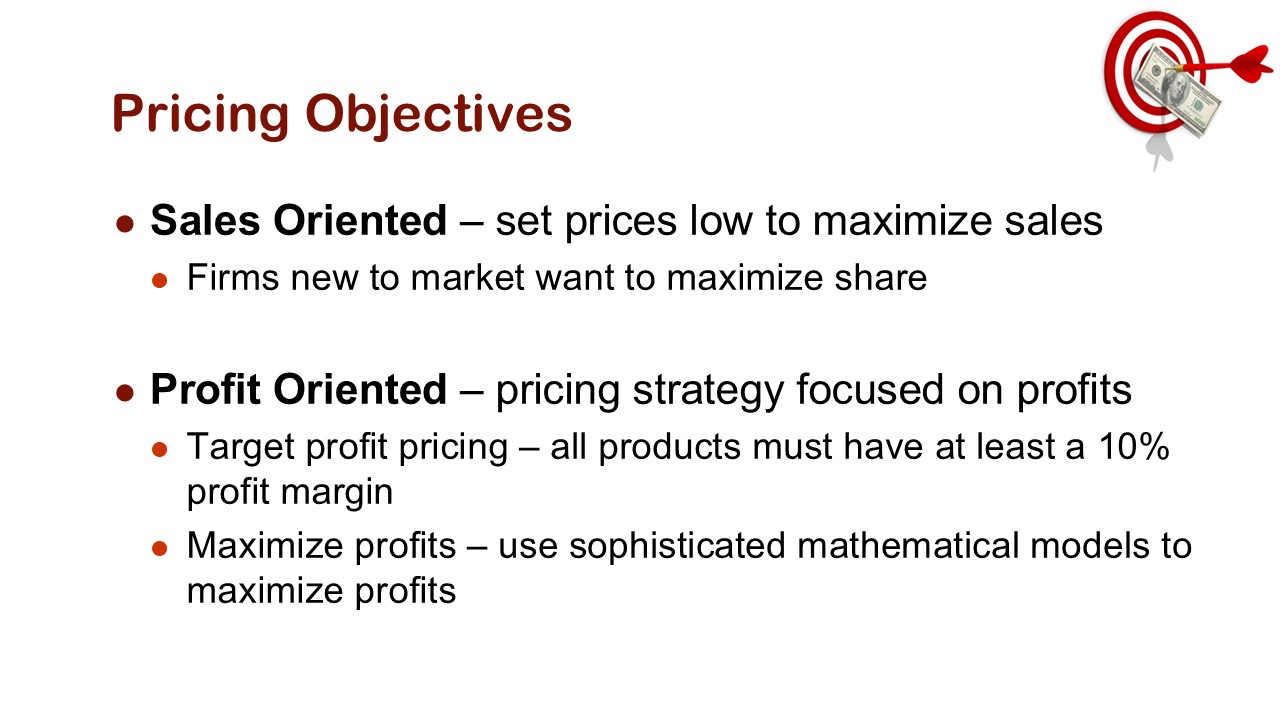 Pricing Objectives
● Sales Oriented – set prices low to maximize sales
● Firms new to market want to maximize share
● Profit Oriented – pricing strategy focused on profits
● Target profit pricing – all products must have at least a 10%
profit margin
● Maximize profits – use sophisticated mathematical models to
maximize profits